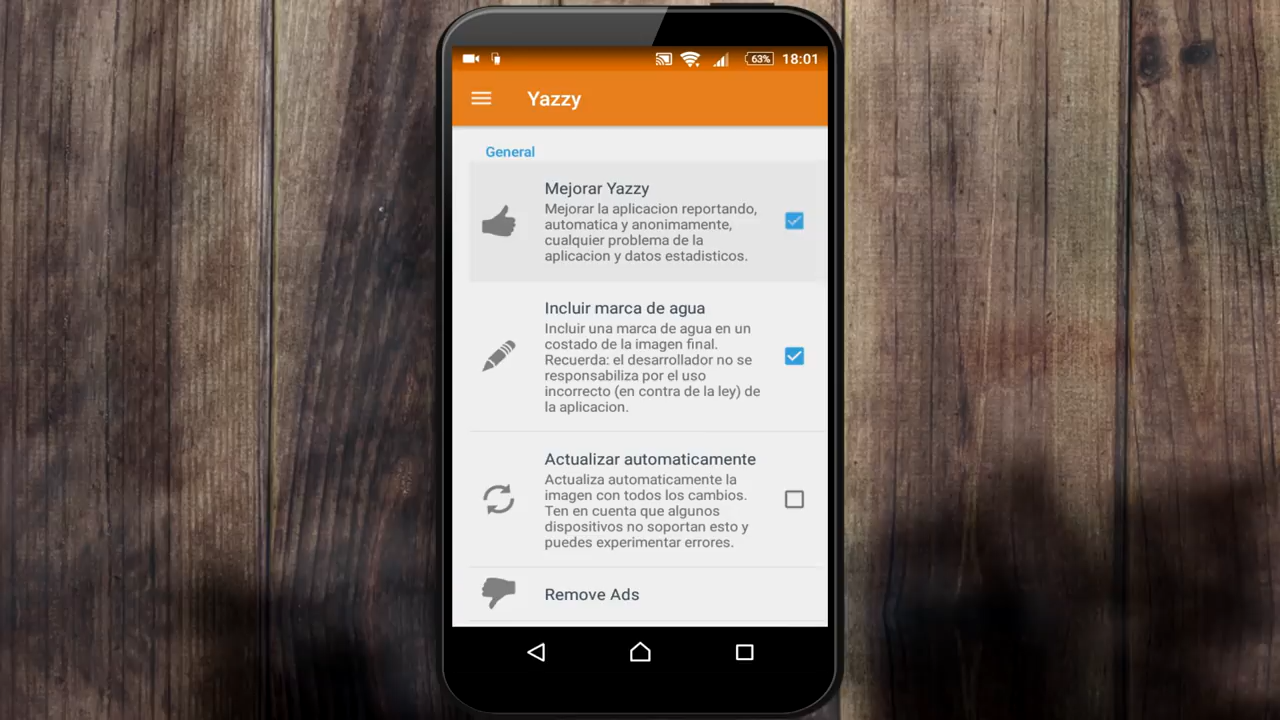 63% 18:01
Yazzy
General
Mejorar Yazzy
Mejorar la aplicacion reportando,
automatica y anonimamente,
cualquier problema de la
aplicacion y datos estadisticos.
Incluir marca de agua
Incluir una marca de agua en un
costado de la imagen final.
Recuerda: el desarrollador no se
responsabiliza por el uso
incorrecto (en contra de la ley) de
la aplicacion.
Actualizar automaticamente
Actualiza automaticamente la
imagen con todos los cambios.
Ten en cuenta que algunos
dispositivos no soportan esto y
puedes experimentar errores.
Remove Ads